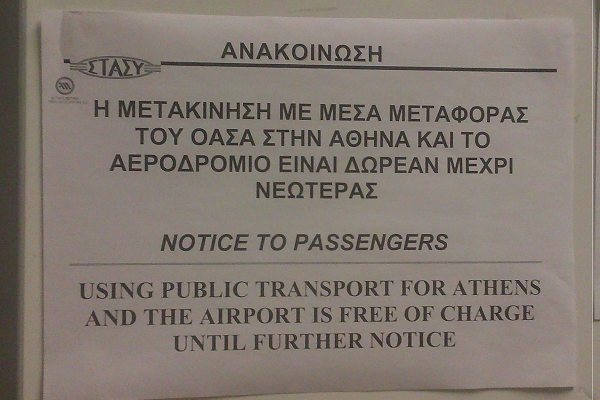 ΑΝΑΚΟΙΝΩΣΗ
ΣΤΑΣΥ
Η ΜΕΤΑΚΙΝΗΣΗ ΜΕ ΜΕΣΑ ΜΕΤΑΦΟΡΑΣ
ΤΟΥ ΟΑΣΑ ΣΤΗΝ ΑΘΗΝΑ ΚΑΙ ΤΟ
ΑΕΡΟΔΡΟΜΙΟ ΕΙΝΑΙ ΔΩΡΕΑΝ ΜΕΧΡΙ
ΝΕΩΤΕΡΑΣ
NOTICE TO PASSENGERS
USING PUBLIC TRANSPORT FOR ATHENS
AND THE AIRPORT IS FREE OF CHARGE
UNTIL FURTHER NOTICE